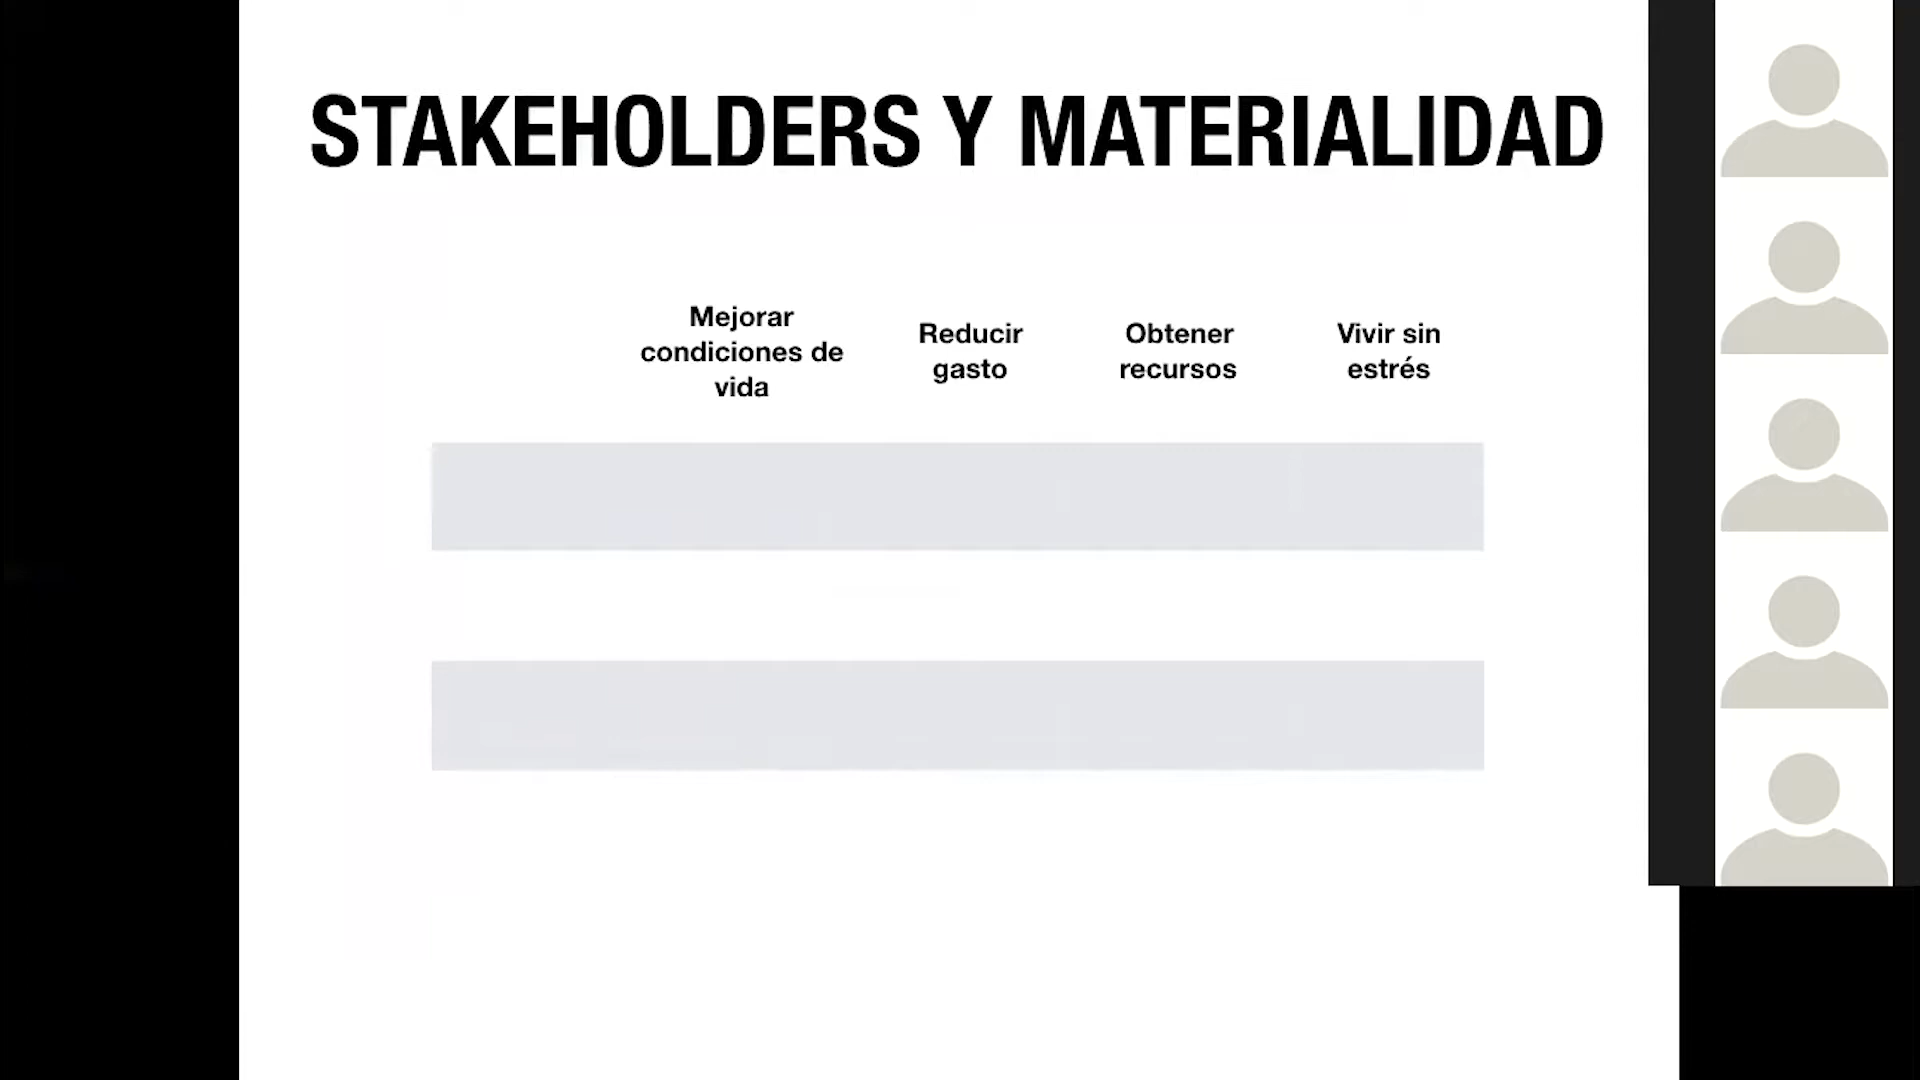 STAKEHOLDERS Y MATERIALIDAD
Mejorar
condiciones de
vida
Reducir
gasto
Obtener
recursos
Vivir sin
estrés